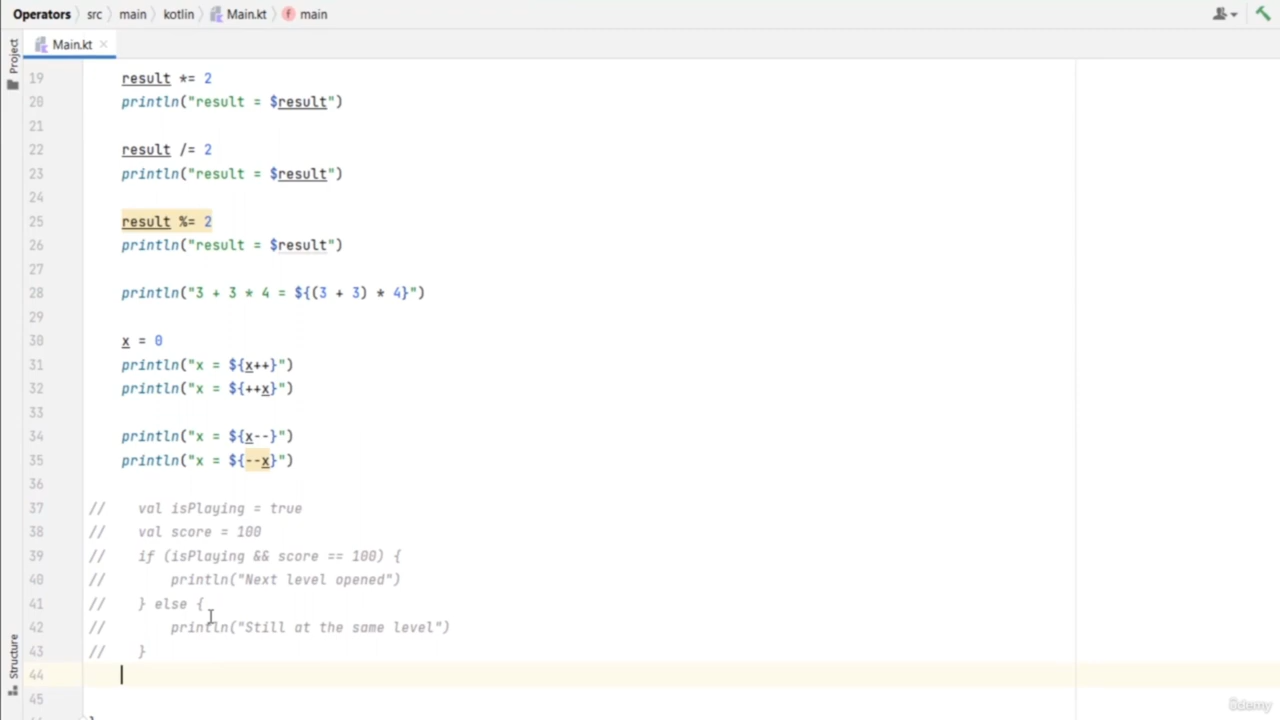 Operators src main kotlin Main.kt main
Project
Main.kt
19 result *= 2
20 println("result = $result")
21
22 result /= 2
23 println("result = $result")
24
25 result %= 2
26 println("result = $result")
27
28 println("3 + 3 * 4 = ${(3 + 3) * 4}")
29
30 x = 0
31 println("x = ${x++}")
32 println("x = ${++x}")
33
34 println("x = ${x--}")
35 println("x = ${--x}")
36
37 // val isPlaying = true
38 // val score = 100
39 // if (isPlaying && score == 100) {
40 // println("Next level opened")
41 // } else {
42 // println("Still at the same level")
43 // }
44
45
Structure
ûdemy